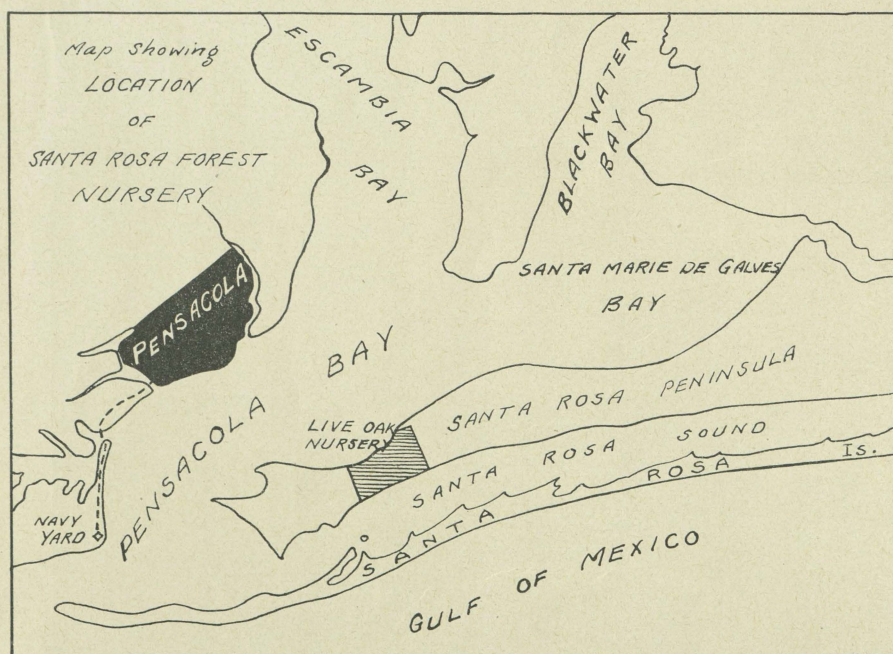 Map Showing
LOCATION
OF
SANTA ROSA FOREST
NURSERY
ESCAMBIA
BAY
BLACKWATER
BAY
SANTA MARIE DE GALVES
BAY
PENSACOLA
PENSACOLA BAY
LIVE OAK
NURSERY
SANTA ROSA PENINSULA
SANTA ROSA SOUND
SANTA ROSA Is.
NAVY
YARD
GULF OF MEXICO